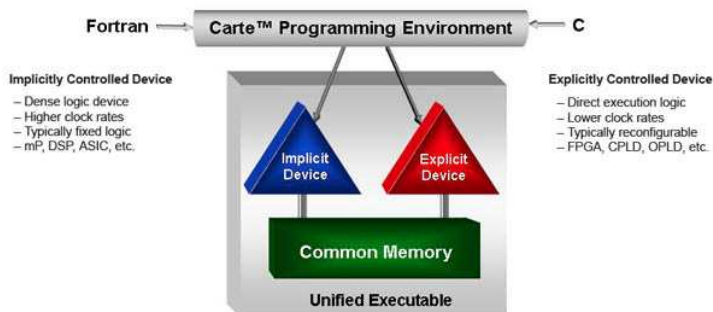 Fortran
Carte™ Programming Environment
C
Implicitly Controlled Device
– Dense logic device
– Higher clock rates
– Typically fixed logic
– mP, DSP, ASIC, etc.
Explicitly Controlled Device
– Direct execution logic
– Lower clock rates
– Typically reconfigurable
– FPGA, CPLD, OPLD, etc.
Implicit
Device
Explicit
Device
Common Memory
Unified Executable